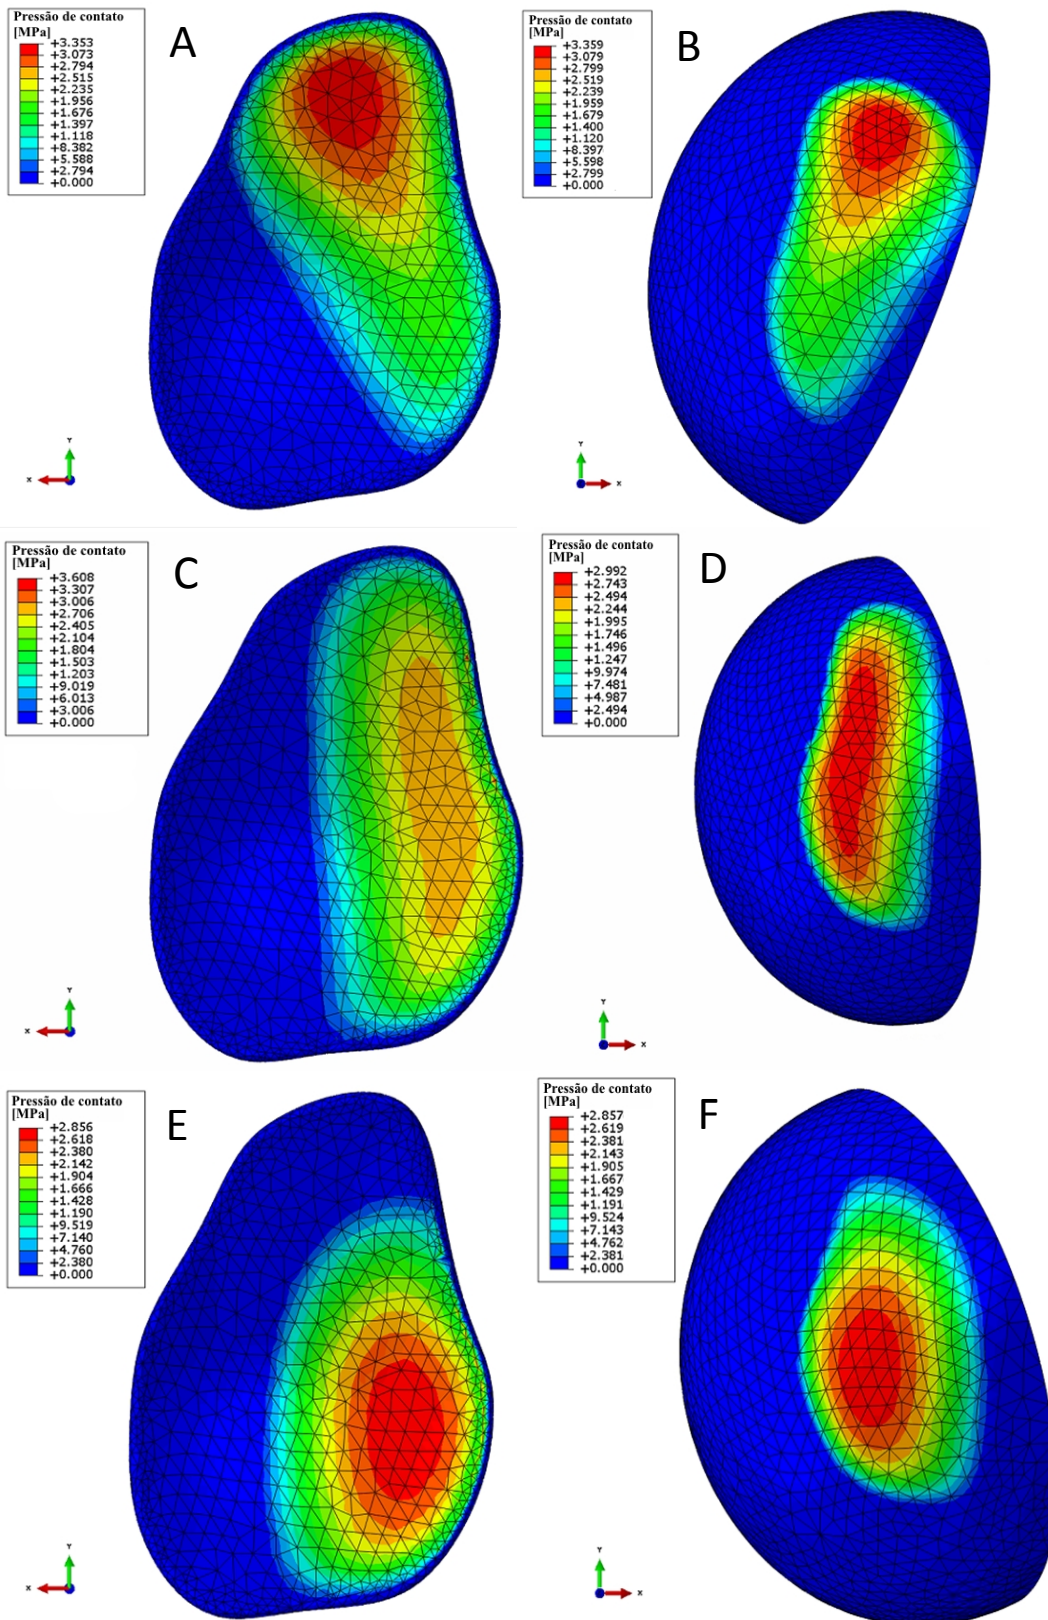 Pressão de contato
[MPa]
+3.353
+3.073
+2.794
+2.515
+2.235
+1.956
+1.676
+1.397
+1.118
+8.382
+5.588
+2.794
+0.000
A
Y
X
Pressão de contato
[MPa]
+3.359
+3.079
+2.799
+2.519
+2.239
+1.959
+1.679
+1.400
+1.120
+8.397
+5.598
+2.799
+0.000
B
Y
X
Pressão de contato
[MPa]
+3.608
+3.307
+3.006
+2.706
+2.405
+2.104
+1.804
+1.503
+1.203
+9.019
+6.013
+3.006
+0.000
C
Y
X
Pressão de contato
[MPa]
+2.992
+2.743
+2.494
+2.244
+1.995
+1.746
+1.496
+1.247
+9.974
+7.481
+4.987
+2.494
+0.000
D
Y
X
Pressão de contato
[MPa]
+2.856
+2.618
+2.380
+2.142
+1.904
+1.666
+1.428
+1.190
+9.519
+7.140
+4.760
+2.380
+0.000
E
Y
X
Pressão de contato
[MPa]
+2.857
+2.619
+2.381
+2.143
+1.905
+1.667
+1.429
+1.191
+9.524
+7.143
+4.762
+2.381
+0.000
F
Y
X